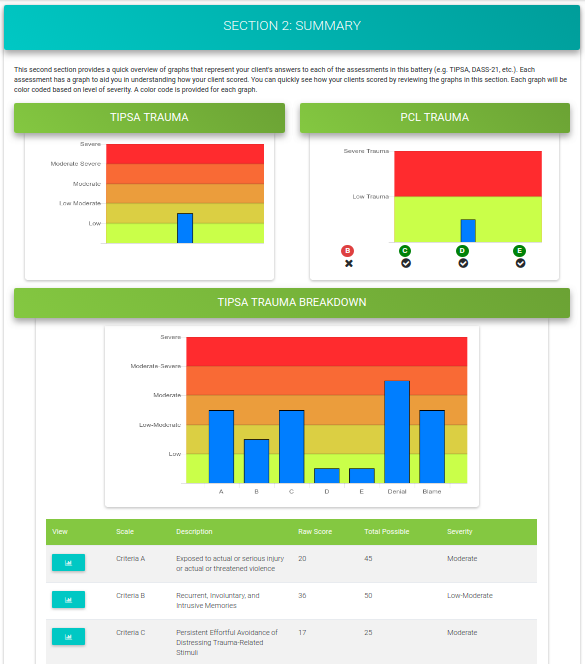 SECTION 2: SUMMARY
This second section provides a quick overview of graphs that represent your client's answers to each of the assessments in this battery (e.g. TIPSA, DASS-21, etc.). Each
assessment has a graph to aid you in understanding how your client scored. You can quickly see how your clients scored by reviewing the graphs in this section. Each graph will be
color coded based on level of severity. A color code is provided for each graph.
TIPSA TRAUMA
Severe
Moderate-Severe
Moderate
Low-Moderate
Low
PCL TRAUMA
Severe Trauma
Low Trauma
B C D E
TIPSA TRAUMA BREAKDOWN
Severe
Moderate-Severe
Moderate
Low-Moderate
Low
A B C D E Denial Blame
View Scale Description Raw Score Total Possible Severity
Criteria A Exposed to actual or serious injury 20 45 Moderate
or actual or threatened violence
Criteria B Recurrent, Involuntary, and 36 50 Low-Moderate
Intrusive Memories
Criteria C Persistent Effortful Avoidance of 17 25 Moderate
Distressing Trauma-Related
Stimuli